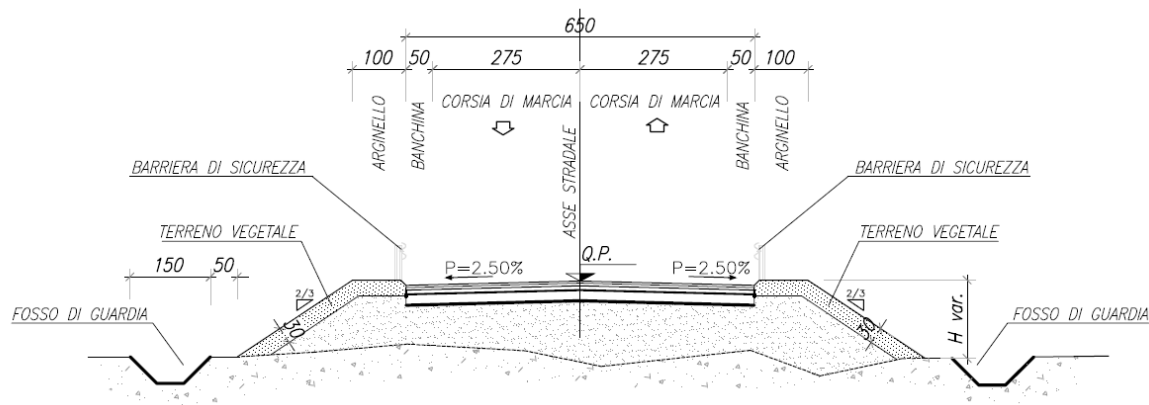 650
100 50 275 275 50 100
CORSIA DI MARCIA CORSIA DI MARCIA
ARGINELLO
BANCHINA
ASSE STRADALE
BANCHINA
ARGINELLO
BARRIERA DI SICUREZZA BARRIERA DI SICUREZZA
TERRENO VEGETALE TERRENO VEGETALE
Q.P.
150 50
P=2.50% P=2.50%
2/3 2/3
FOSSO DI GUARDIA FOSSO DI GUARDIA
30 30
H var.